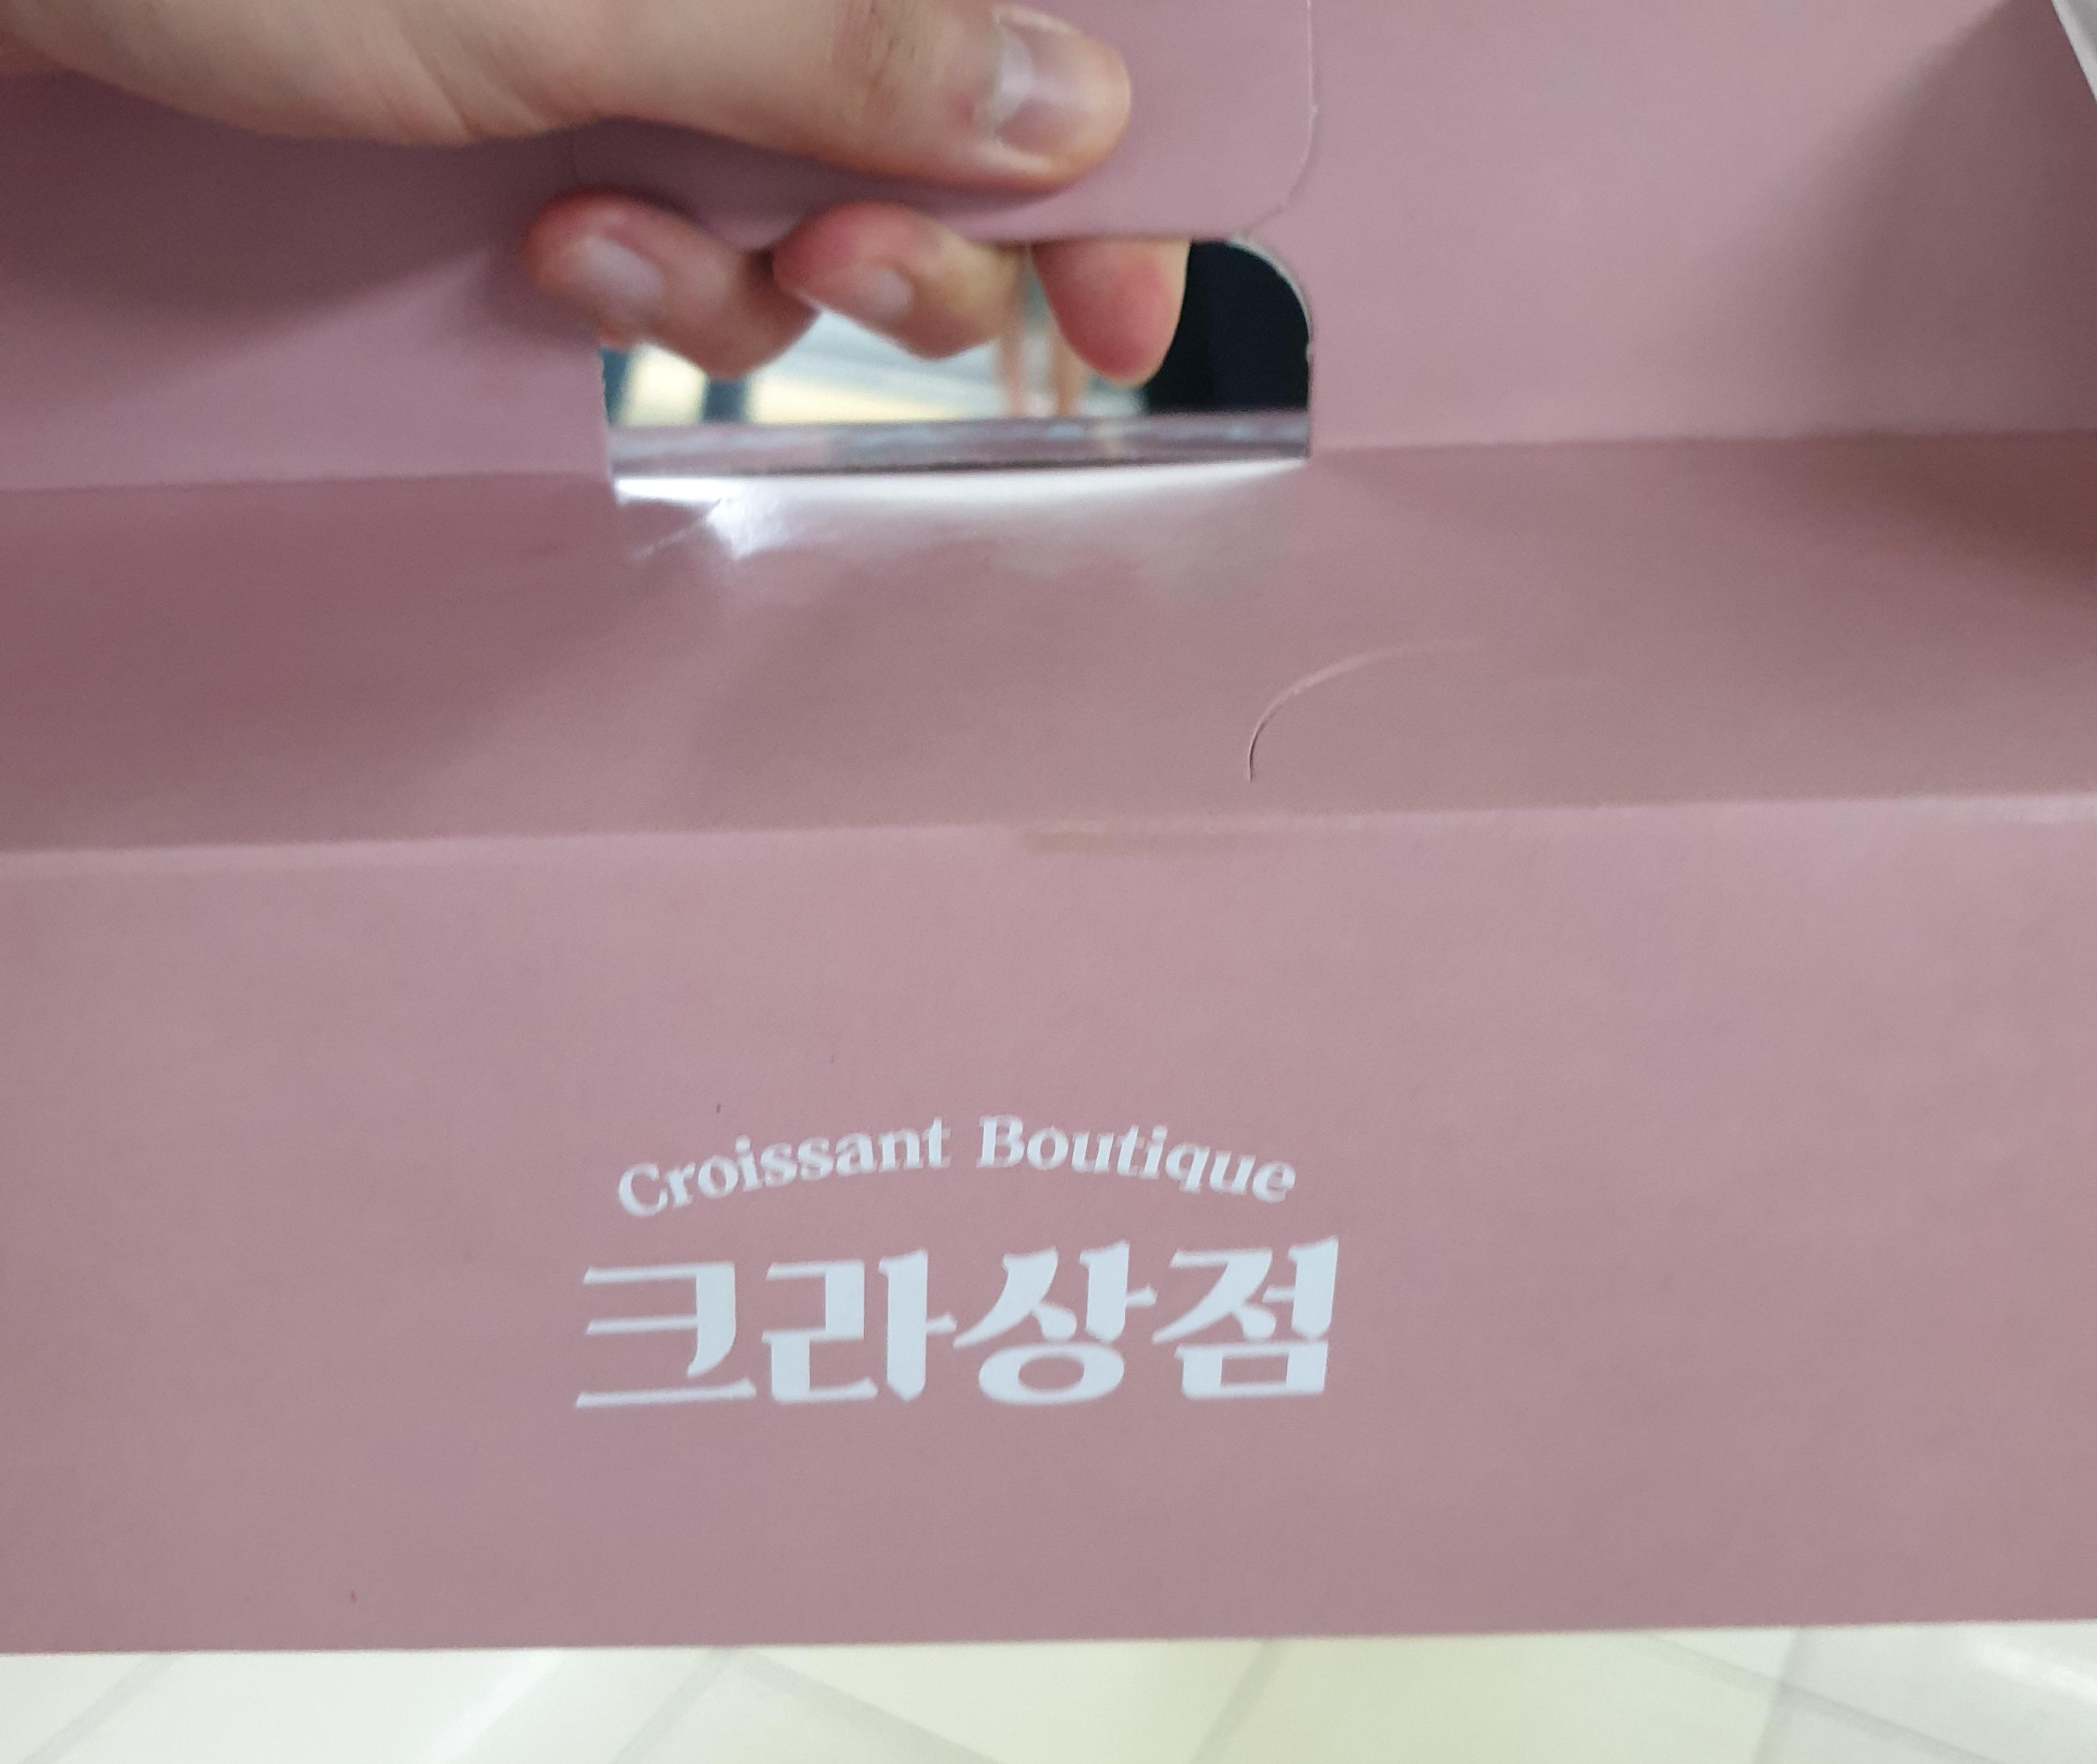 Croissant Boutique
크라상점